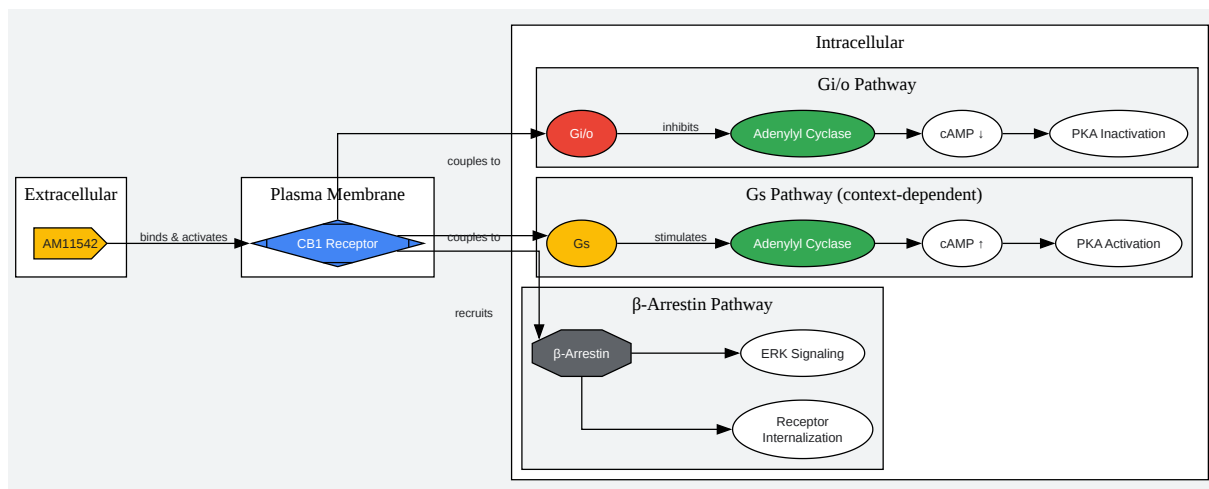 Intracellular
Gi/o Pathway
Gi/o
inhibits
Adenylyl Cyclase
cAMP ↓
PKA Inactivation
couples to
Extracellular
AM11542
binds & activates
Plasma Membrane
CB1 Receptor
couples to
Gs Pathway (context-dependent)
Gs
stimulates
Adenylyl Cyclase
cAMP ↑
PKA Activation
recruits
β-Arrestin Pathway
β-Arrestin
ERK Signaling
Receptor
Internalization